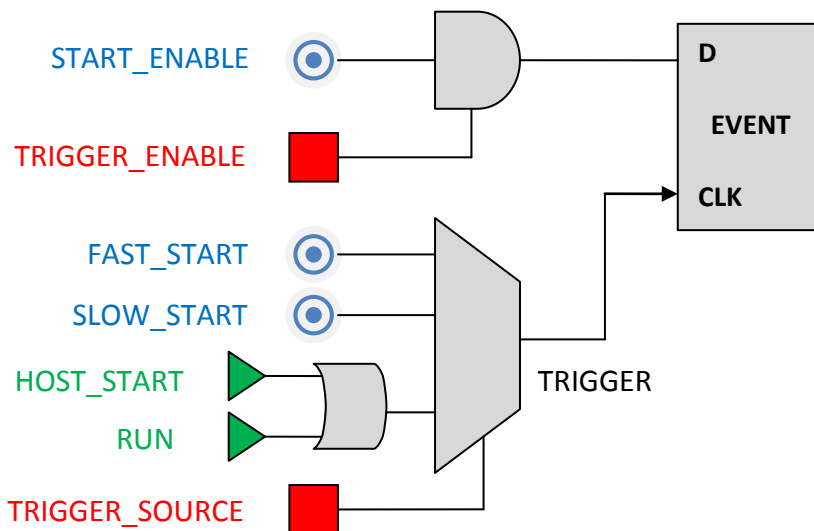 START_ENABLE
D
EVENT
TRIGGER_ENABLE
CLK
FAST_START
SLOW_START
HOST_START
TRIGGER
RUN
TRIGGER_SOURCE